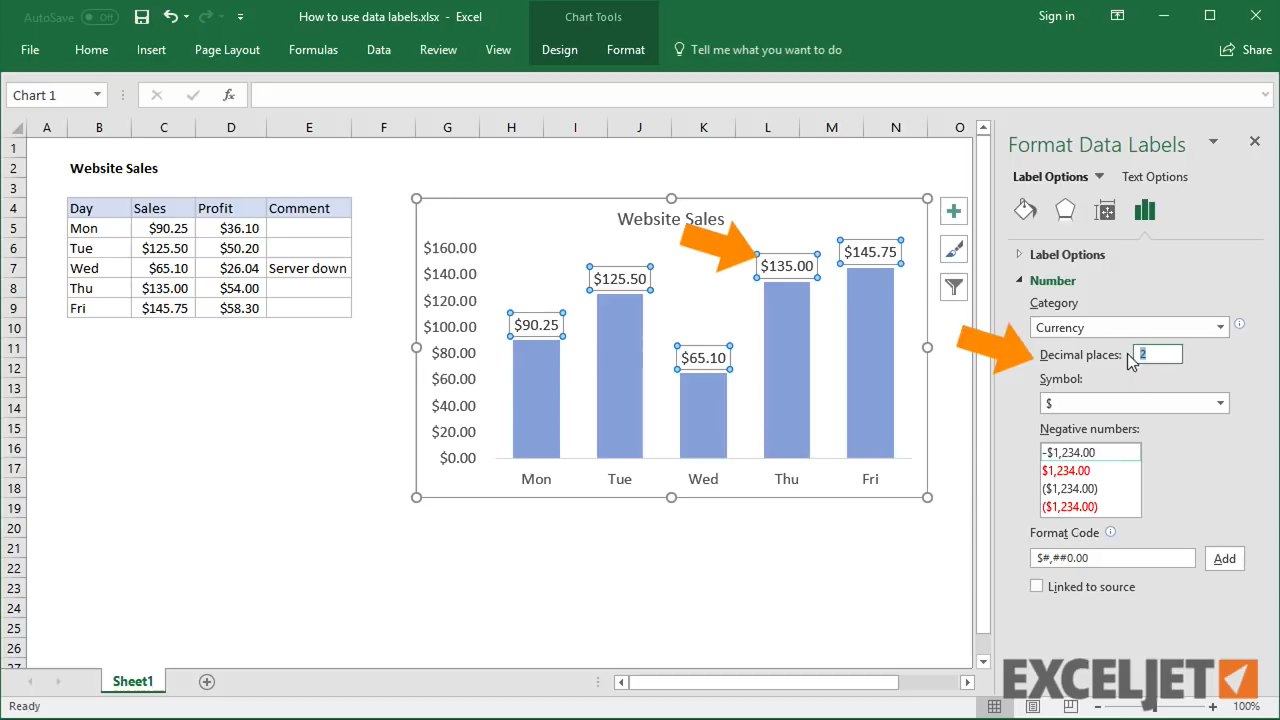 AutoSave Off
How to use data labels.xlsx - Excel
Chart Tools
Sign in
File Home Insert Page Layout Formulas Data Review View Design Format Tell me what you want to do Share
Chart 1 fx
A B C D E F G H I J K L M N O
1
2 Website Sales
3
4 Day Sales Profit Comment
5 Mon $90.25 $36.10
6 Tue $125.50 $50.20
7 Wed $65.10 $26.04 Server down
8 Thu $135.00 $54.00
9 Fri $145.75 $58.30
10
11
12
13
14
15
16
17
18
19
20
21
22
23
24
25
26
27
Website Sales
$160.00
$140.00
$120.00
$100.00
$80.00
$60.00
$40.00
$20.00
$0.00
$90.25 $125.50 $65.10 $135.00 $145.75
Mon Tue Wed Thu Fri
Format Data Labels
Label Options Text Options
Label Options
Number
Category
Currency
Decimal places: 2
Symbol:
$
Negative numbers:
-$1,234.00
$1,234.00
($1,234.00)
($1,234.00)
Format Code
$#,##0.00 Add
Linked to source
Sheet1
EXCELJET
Ready
100%